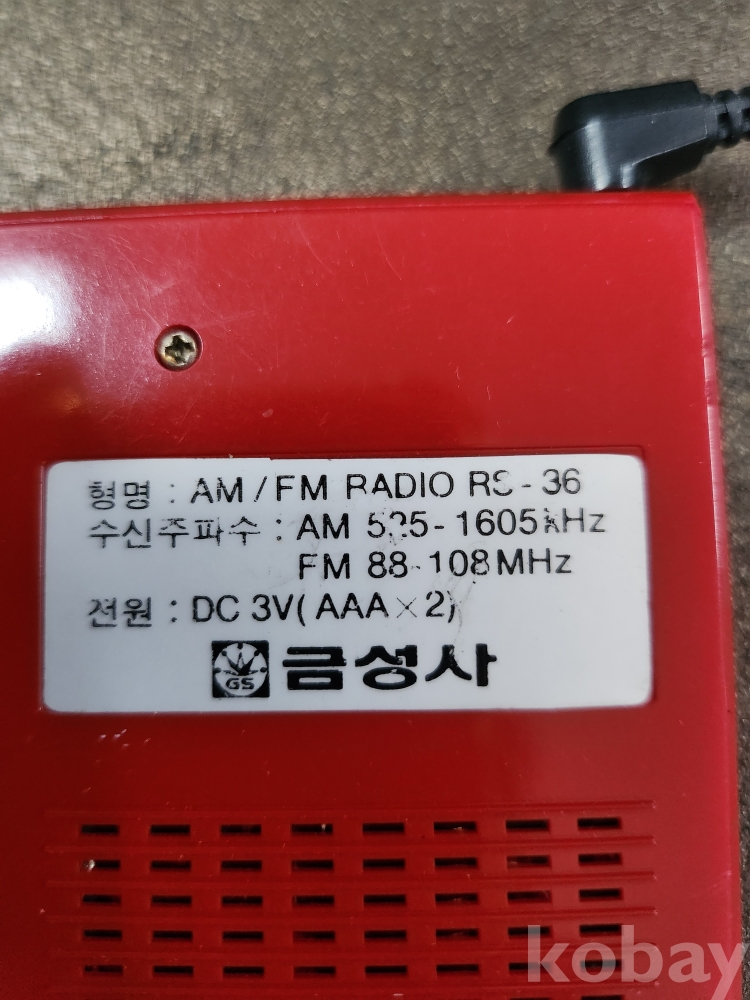 형명 : AM / FM RADIO RS - 36
수신주파수 : AM 525 - 1605 kHz
FM 88 - 108 MHz
전원 : DC 3V( AAA × 2)
GS 금성사
kobay